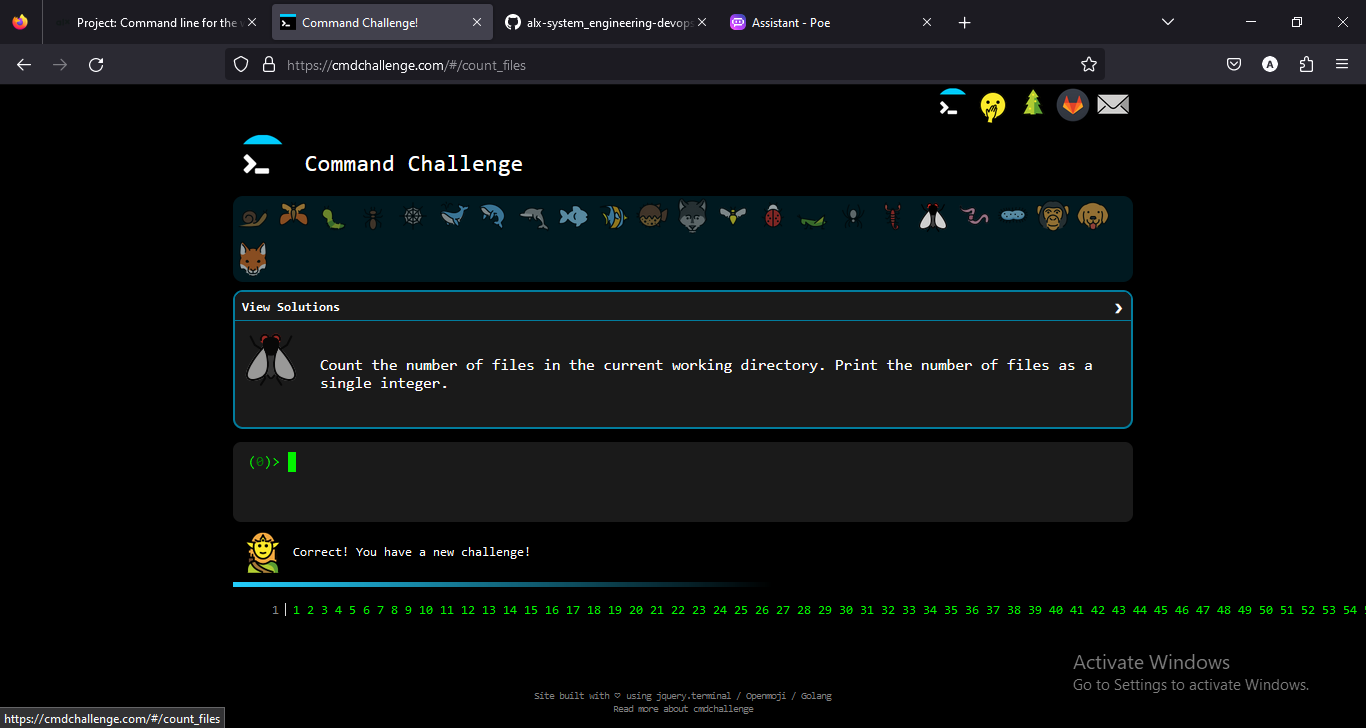 Project: Command line for the w
Command Challenge!
alx-system_engineering-devops
Assistant - Poe
https://cmdchallenge.com/#/count_files
A
Command Challenge
View Solutions
Count the number of files in the current working directory. Print the number of files as a
single integer.
(0)>
Correct! You have a new challenge!
1 1 2 3 4 5 6 7 8 9 10 11 12 13 14 15 16 17 18 19 20 21 22 23 24 25 26 27 28 29 30 31 32 33 34 35 36 37 38 39 40 41 42 43 44 45 46 47 48 49 50 51 52 53 54
Activate Windows
Go to Settings to activate Windows.
Site built with ♡ using jquery.terminal / Openmoji / Golang
Read more about cmdchallenge
https://cmdchallenge.com/#/count_files